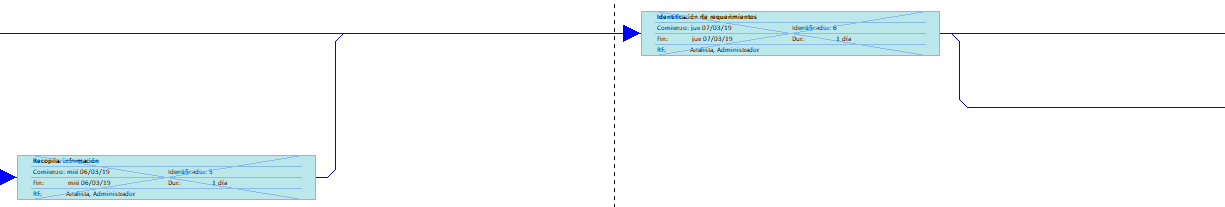 Identificación de requerimientos
Comienzo: jue 07/03/19 Identificador: 6
Fin: jue 07/03/19 Dur: 1 día
RE: Analista, Administrador
Recopila información
Comienzo: mié 06/03/19 Identificador: 5
Fin: mié 06/03/19 Dur: 1 día
RE: Analista, Administrador